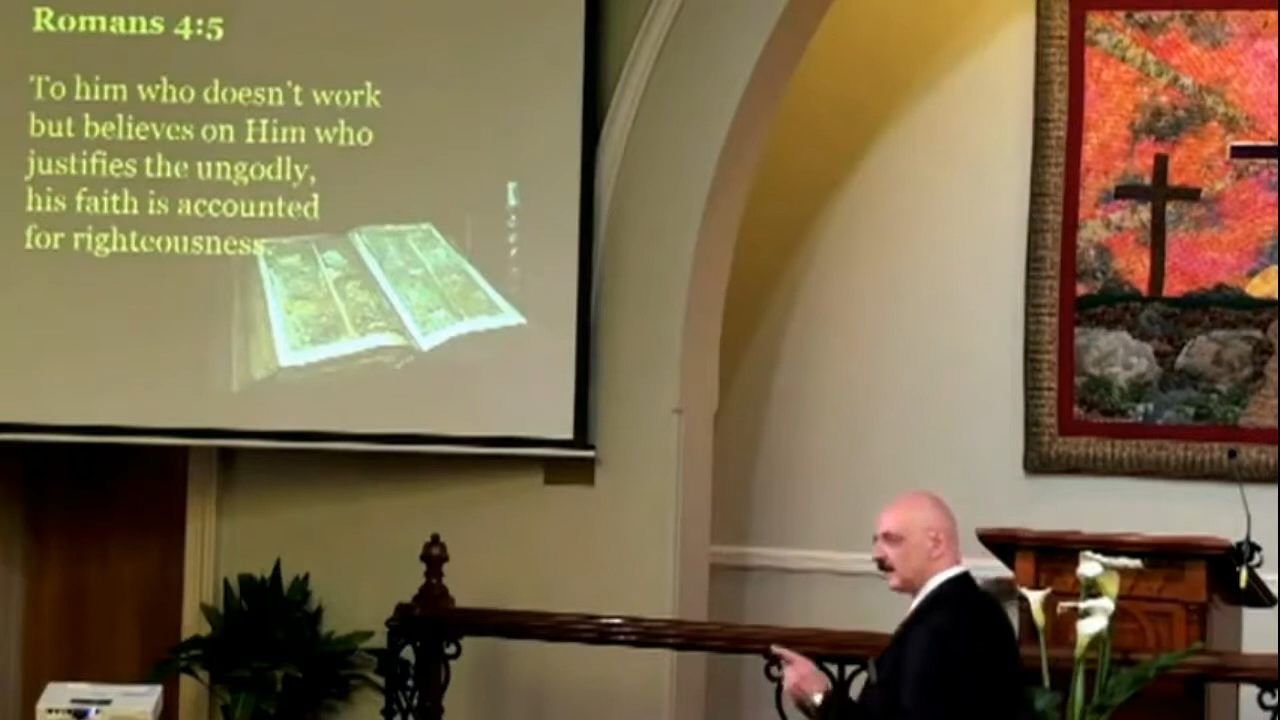 Romans 4:5
To him who doesn't work
but believes on Him who
justifies the ungodly,
his faith is accounted
for righteousness.